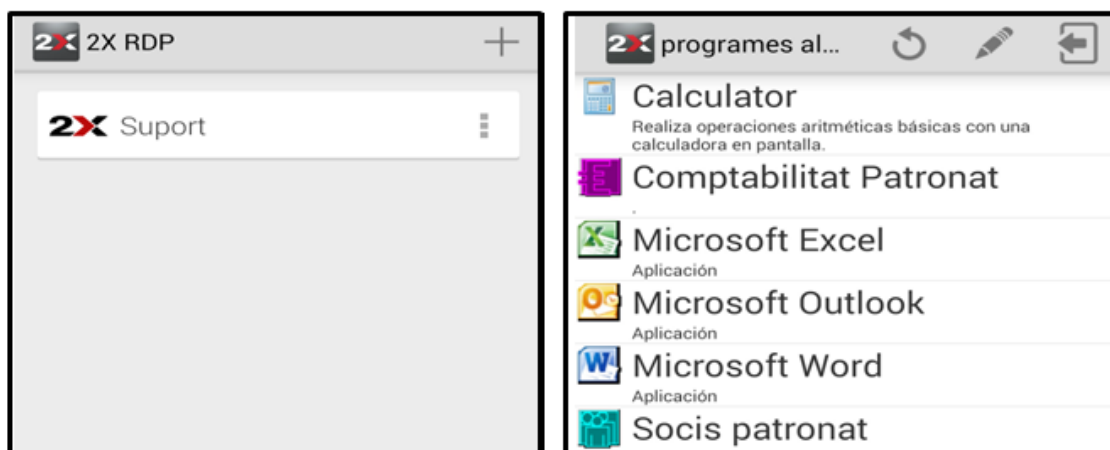 2X 2X RDP
2X Suport
2X programes al...
Calculator
Realiza operaciones aritméticas básicas con una
calculadora en pantalla.
Comptabilitat Patronat
.
Microsoft Excel
Aplicación
Microsoft Outlook
Aplicación
Microsoft Word
Aplicación
Socis patronat